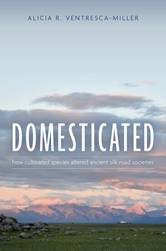 ALICIA R. VENTRESCA-MILLER
DOMESTICATED
how cultivated species altered ancient silk road societies